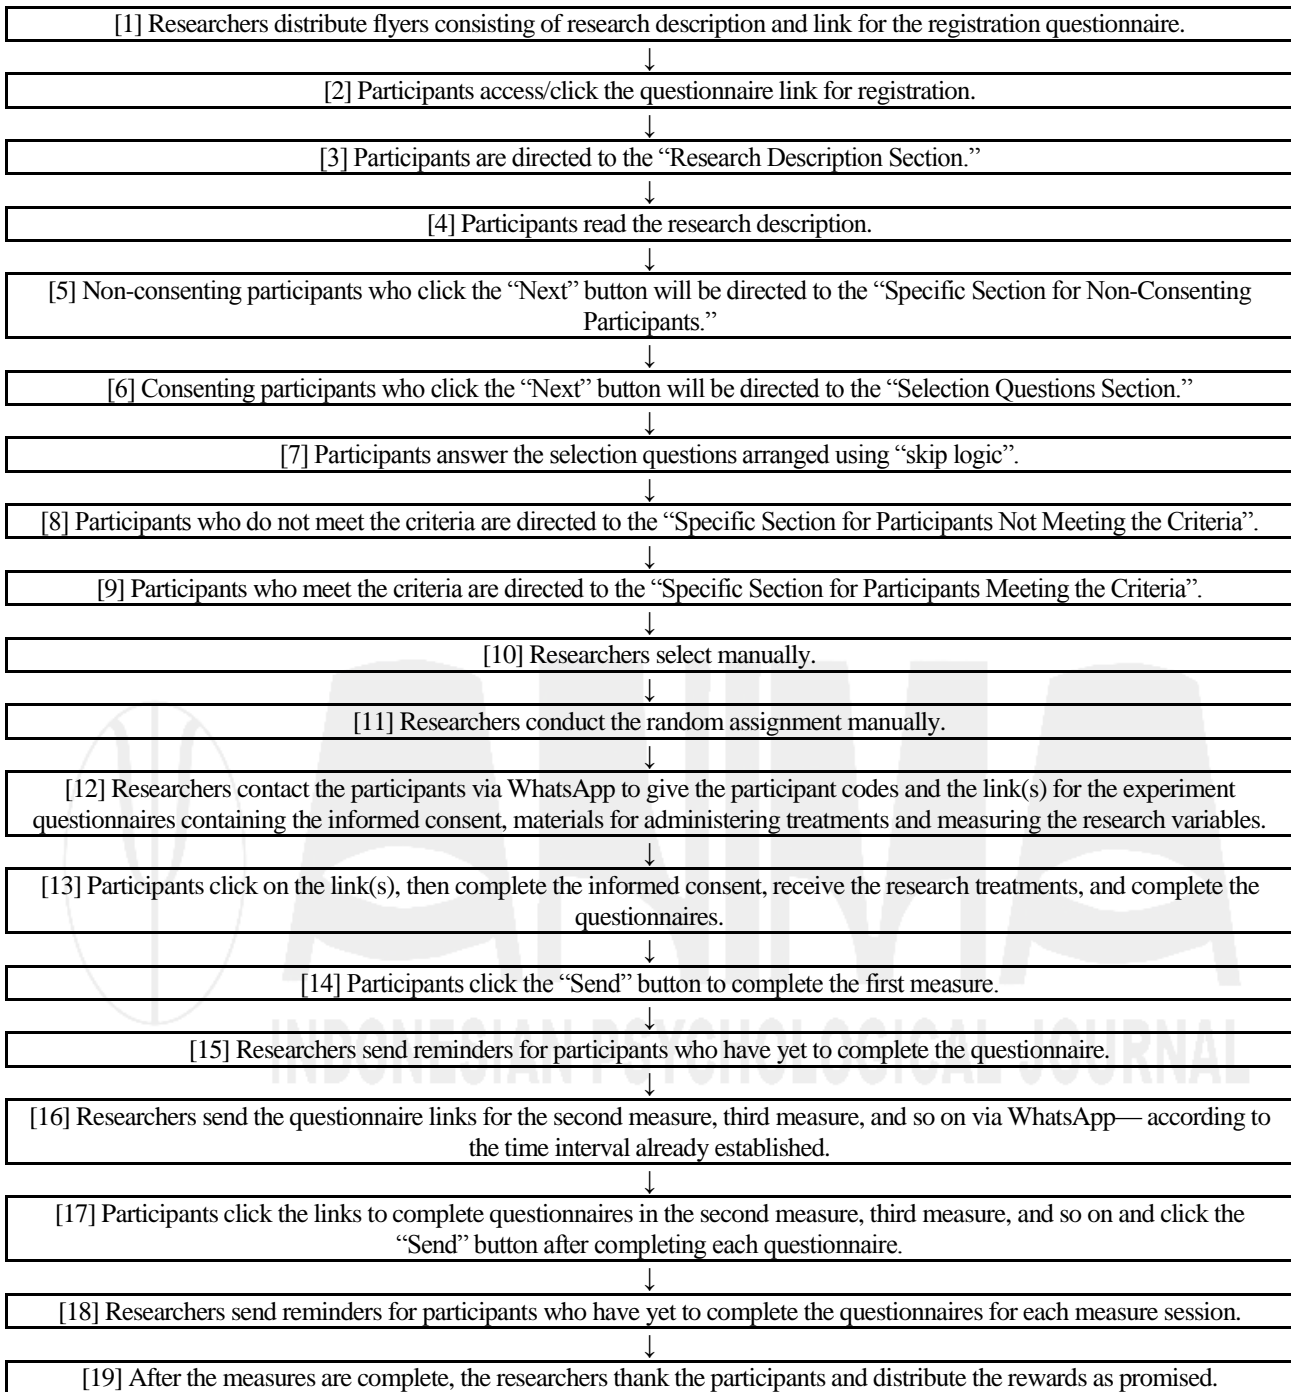 [1] Researchers distribute flyers consisting of research description and link for the registration questionnaire.
↓
[2] Participants access/click the questionnaire link for registration.
↓
[3] Participants are directed to the “Research Description Section.”
↓
[4] Participants read the research description.
↓
[5] Non-consenting participants who click the “Next” button will be directed to the “Specific Section for Non-Consenting
Participants.”
↓
[6] Consenting participants who click the “Next” button will be directed to the “Selection Questions Section.”
↓
[7] Participants answer the selection questions arranged using “skip logic”.
↓
[8] Participants who do not meet the criteria are directed to the “Specific Section for Participants Not Meeting the Criteria”.
↓
[9] Participants who meet the criteria are directed to the “Specific Section for Participants Meeting the Criteria”.
↓
[10] Researchers select manually.
↓
[11] Researchers conduct the random assignment manually.
↓
[12] Researchers contact the participants via WhatsApp to give the participant codes and the link(s) for the experiment
questionnaires containing the informed consent, materials for administering treatments and measuring the research variables.
↓
[13] Participants click on the link(s), then complete the informed consent, receive the research treatments, and complete the
questionnaires.
↓
[14] Participants click the “Send” button to complete the first measure.
↓
[15] Researchers send reminders for participants who have yet to complete the questionnaire.
↓
[16] Researchers send the questionnaire links for the second measure, third measure, and so on via WhatsApp— according to
the time interval already established.
↓
[17] Participants click the links to complete questionnaires in the second measure, third measure, and so on and click the
“Send” button after completing each questionnaire.
↓
[18] Researchers send reminders for participants who have yet to complete the questionnaires for each measure session.
↓
[19] After the measures are complete, the researchers thank the participants and distribute the rewards as promised.
ANIMA
INDONESIAN PSYCHOLOGICAL JOURNAL